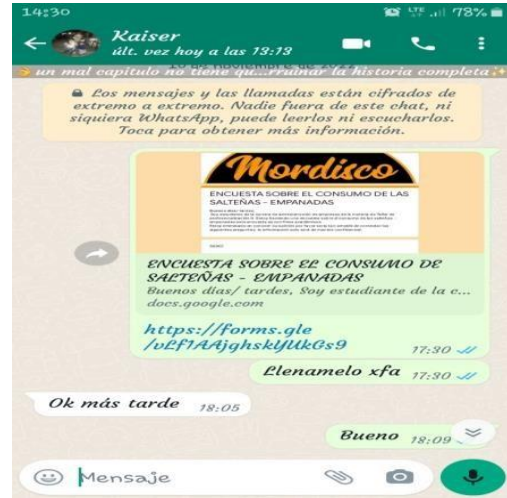 14:30
LTE 78%
Kaiser
últ. vez hoy a las 13:13
un mal capitulo no tiene qu...rruinar la historia completa
Los mensajes y las llamadas están cifrados de
extremo a extremo. Nadie fuera de este chat, ni
siquiera WhatsApp, puede leerlos ni escucharlos.
Toca para obtener más información.
Mordisco
ENCUESTA SOBRE EL CONSUMO DE LAS
SALTEÑAS - EMPANADAS
ENCUESTA SOBRE EL CONSUMO DE
SALTEÑAS - EMPANADAS
Buenos días/ tardes, Soy estudiante de la c...
docs.google.com
https://forms.gle
17:30
Llenamelo xfa 17:30
Ok más tarde 18:05
Bueno 18:09
Mensaje